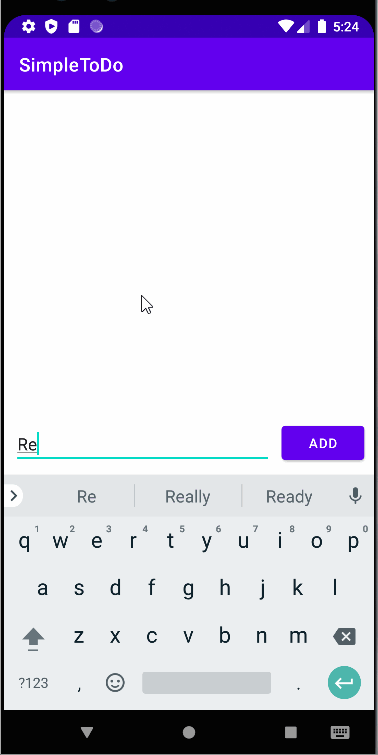 5:24
SimpleToDo
Re
ADD
Re Really Ready
1 2 3 4 5 6 7 8 9 0
q w e r t y u i o p
a s d f g h j k l
z x c v b n m
?123 , .